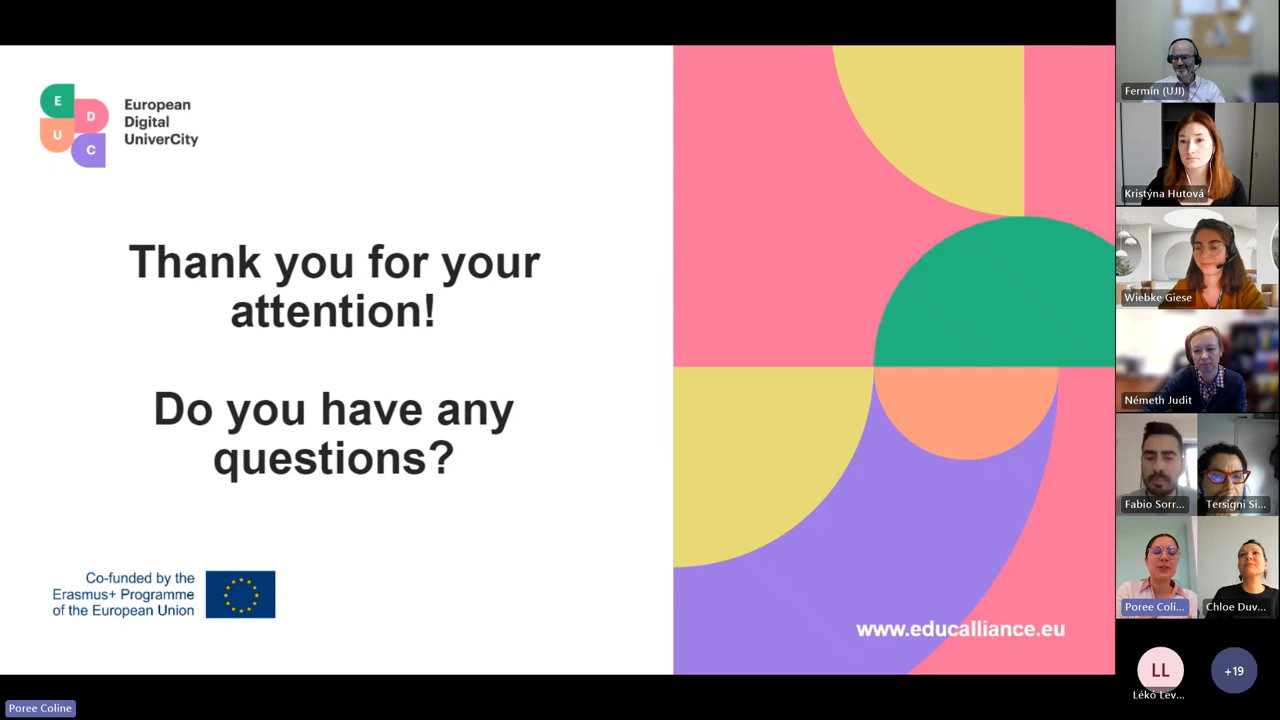 E
D
U
C
European
Digital
UniverCity
Thank you for your
attention!
Do you have any
questions?
Co-funded by the
Erasmus+ Programme
of the European Union
www.educalliance.eu
Poree Coline
Fermín (UJI)
Kristýna Hutová
Wiebke Giese
Németh Judit
Fabio Sorr...
Tersigni Si...
Poree Coli...
Chloe Duv...
LL
Lékó Lev...
+19